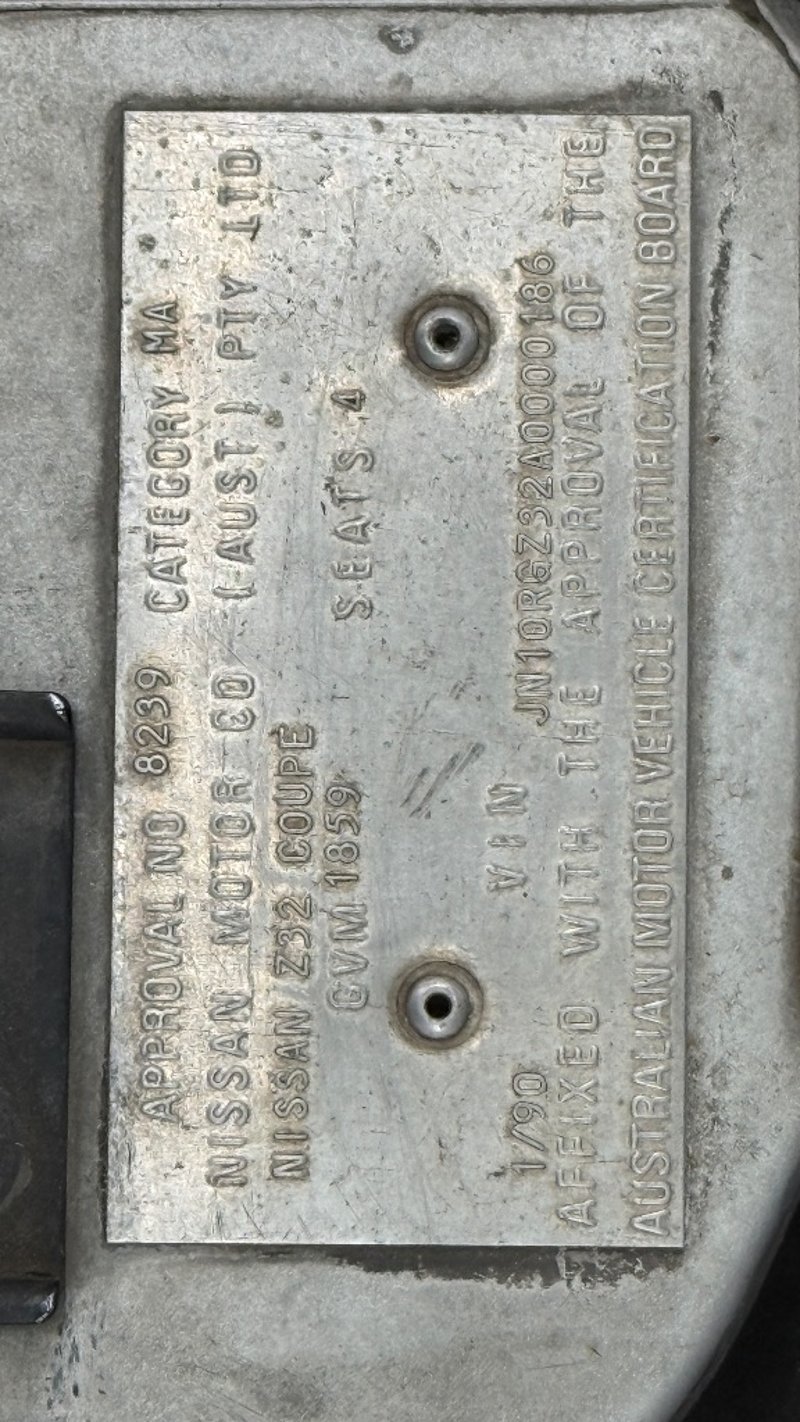 APPROVAL NO 8239 CATEGORY MA
NISSAN MOTOR CO (AUST) PTY LTD
NISSAN Z32 COUPE
GVM 1859 SEATS 4
1/90 VIN JN10RGZ32A0000186
AFFIXED WITH THE APPROVAL OF THE
AUSTRALIAN MOTOR VEHICLE CERTIFICATION BOARD